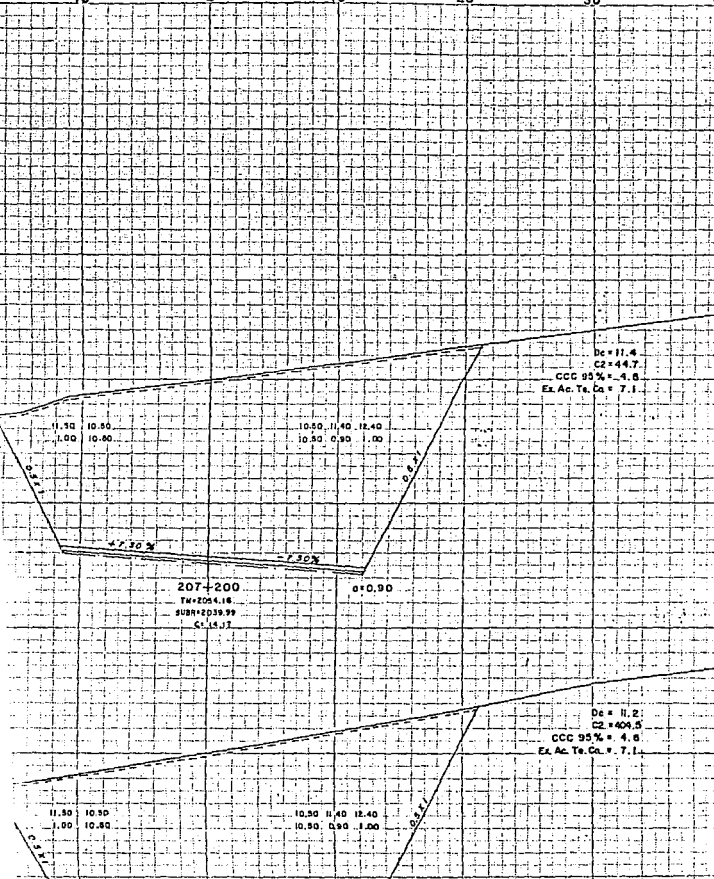 De = 11.4
C2 = 44.7
CCC 95% = 4.6
Ex. Ac. Te. Co. = 7.1
11.50 10.50
1.00 10.60
10.50 11.40 12.40
10.50 0.90 1.00
0.5 X 1
0.5 X 1
+7.50 %
-7.50%
207+200
TN=2054.16
SUBR=2039.99
C= 14.17
a=0.90
De = 11.2
C2 = 404.5
CCC 95% = 4.6
Ex. Ac. Te. Co. = 7.1
11.50 10.50
1.00 10.60
10.50 11.40 12.40
10.50 0.90 1.00
0.5 X 1
0.5 X 1